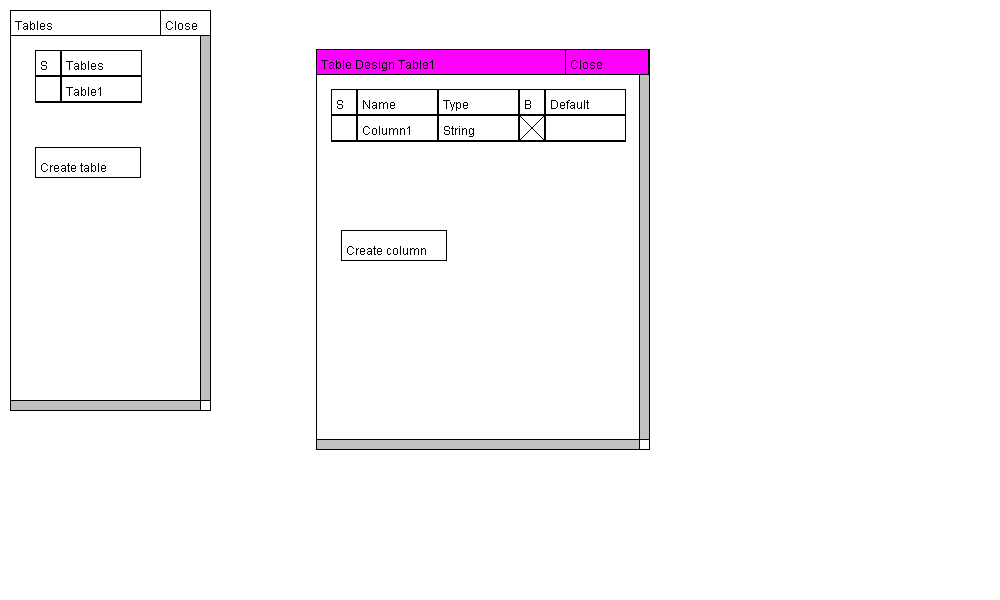 Tables Close
S Tables
Table1
Create table
Table Design Table1 Close
S Name Type B Default
Column1 String
Create column